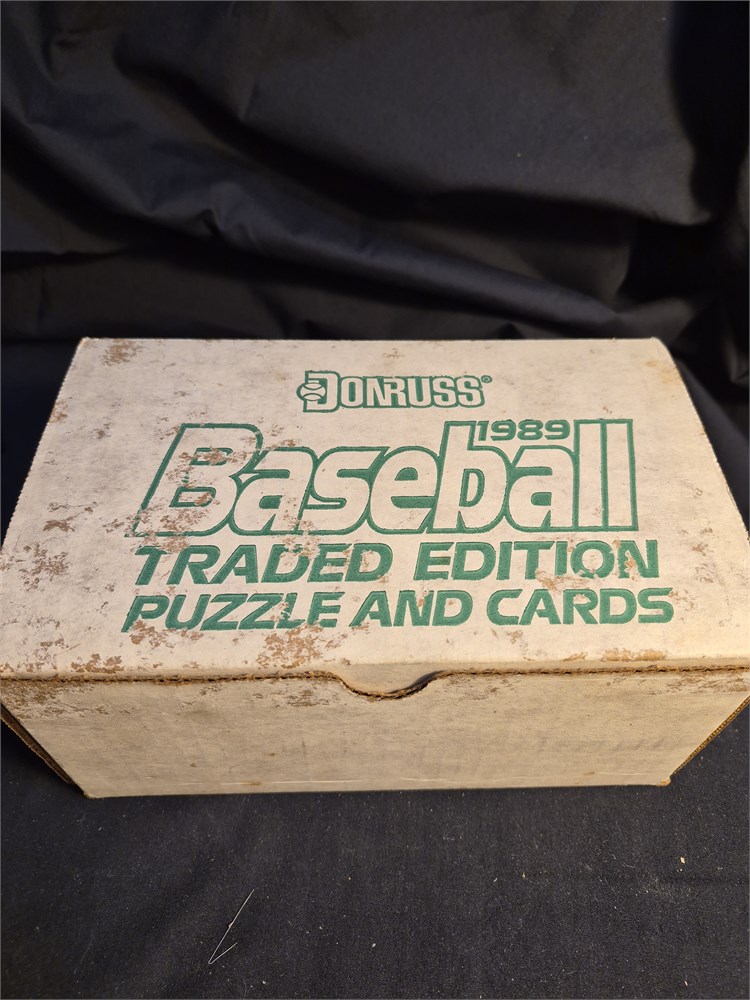 DONRUSS®
1989
Baseball
TRADED EDITION
PUZZLE AND CARDS